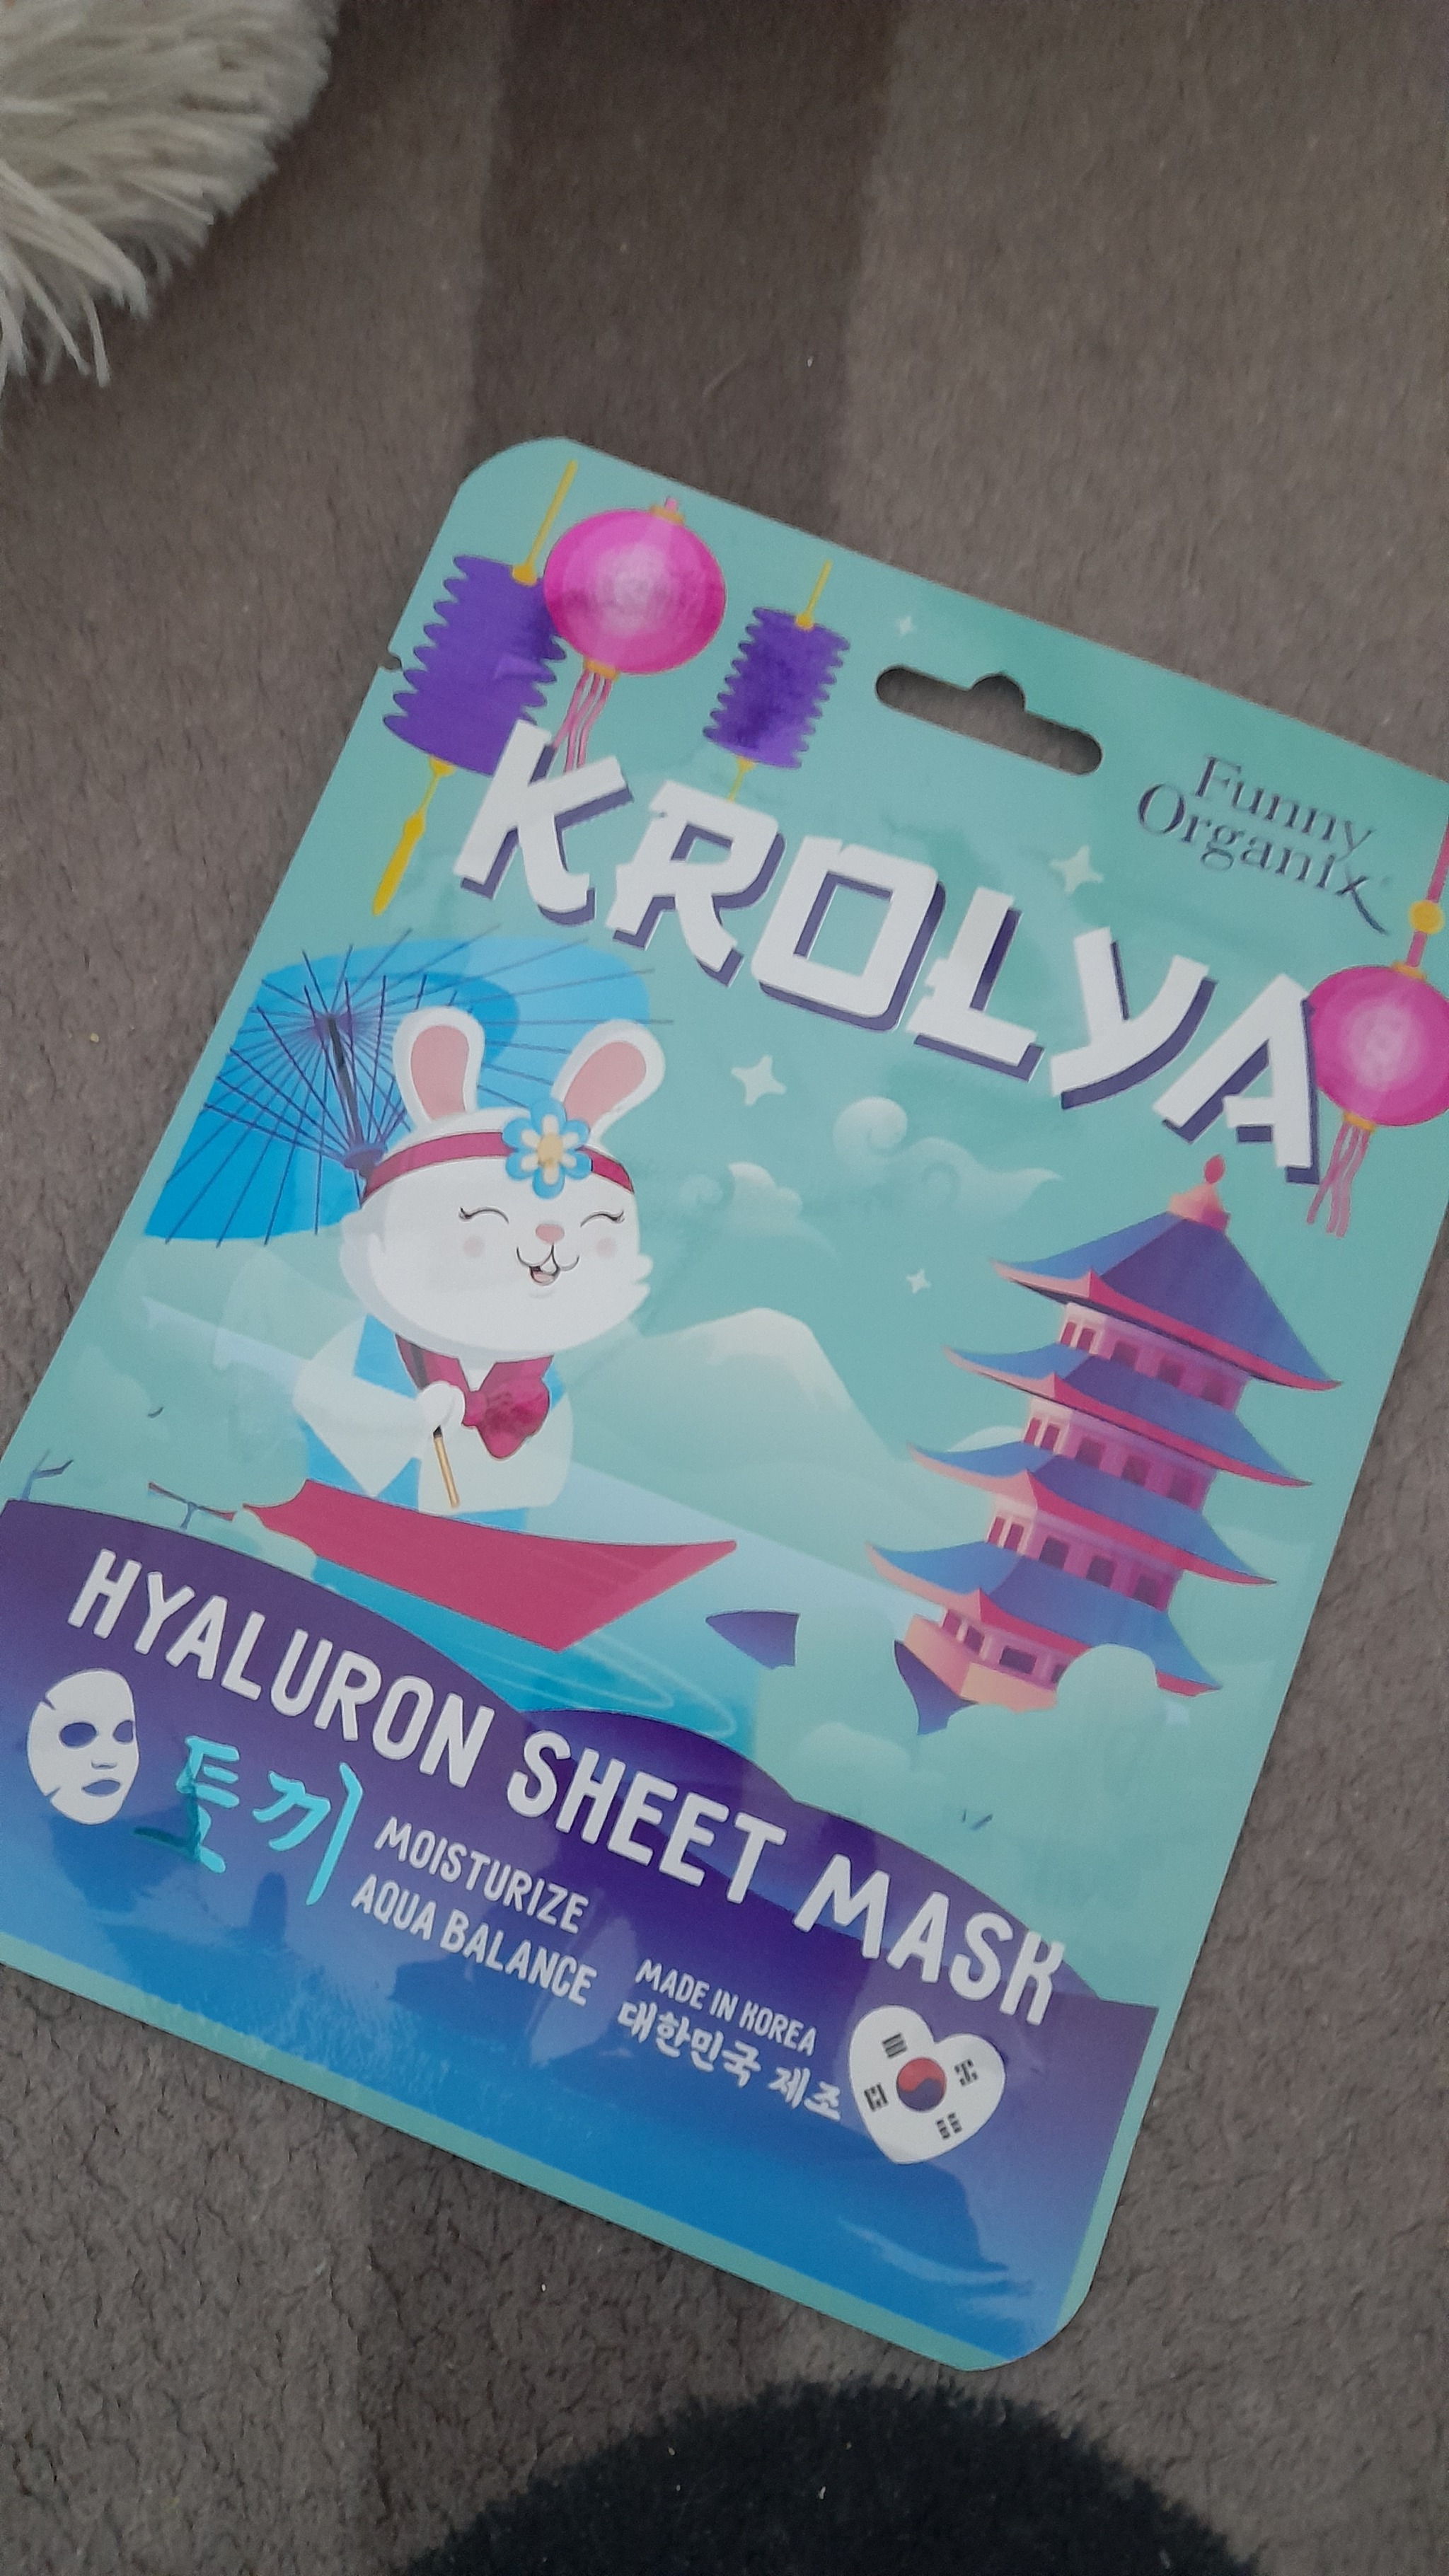 Funny
Organix
KROLYA
HYALURON SHEET MASK
토끼
MOISTURIZE
AQUA BALANCE
MADE IN KOREA
대한민국 제조